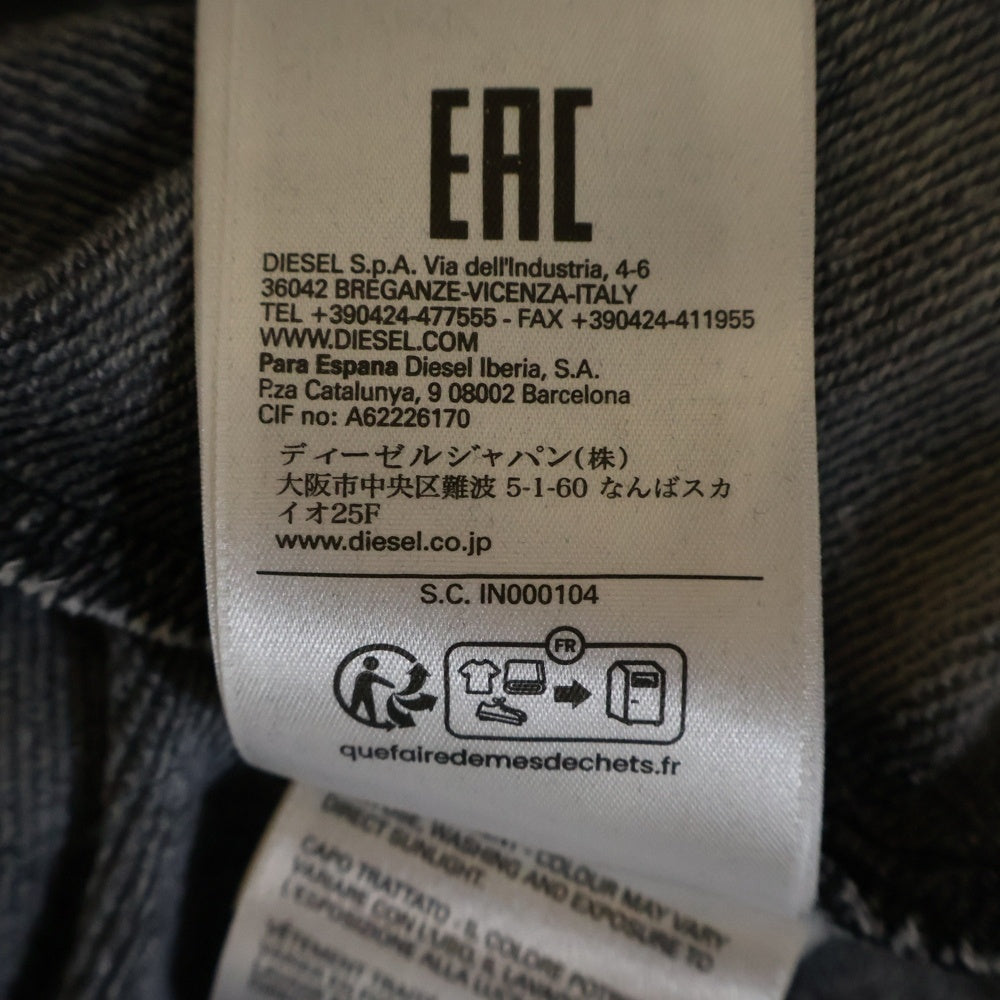 EAC
DIESEL S.p.A. Via dell'Industria, 4-6
36042 BREGANZE-VICENZA-ITALY
TEL +390424-477555 - FAX +390424-411955
WWW.DIESEL.COM
Para Espana Diesel Iberia, S.A.
P.za Catalunya, 9 08002 Barcelona
CIF no: A62226170
ディーゼルジャパン(株)
大阪市中央区難波 5-1-60 なんばスカ
イオ25F
www.diesel.co.jp
S.C. IN000104
FR
quefairedemesdechets.fr
WASHING AND EXPOSURE TO
COLOUR MAY VARY
DIRECT SUNLIGHT.
CAPO TRATTATO - IL COLORE
VARIARE CON L'USO, IL
L'ESPOSIZIONE ALLA
VÊTEMENT